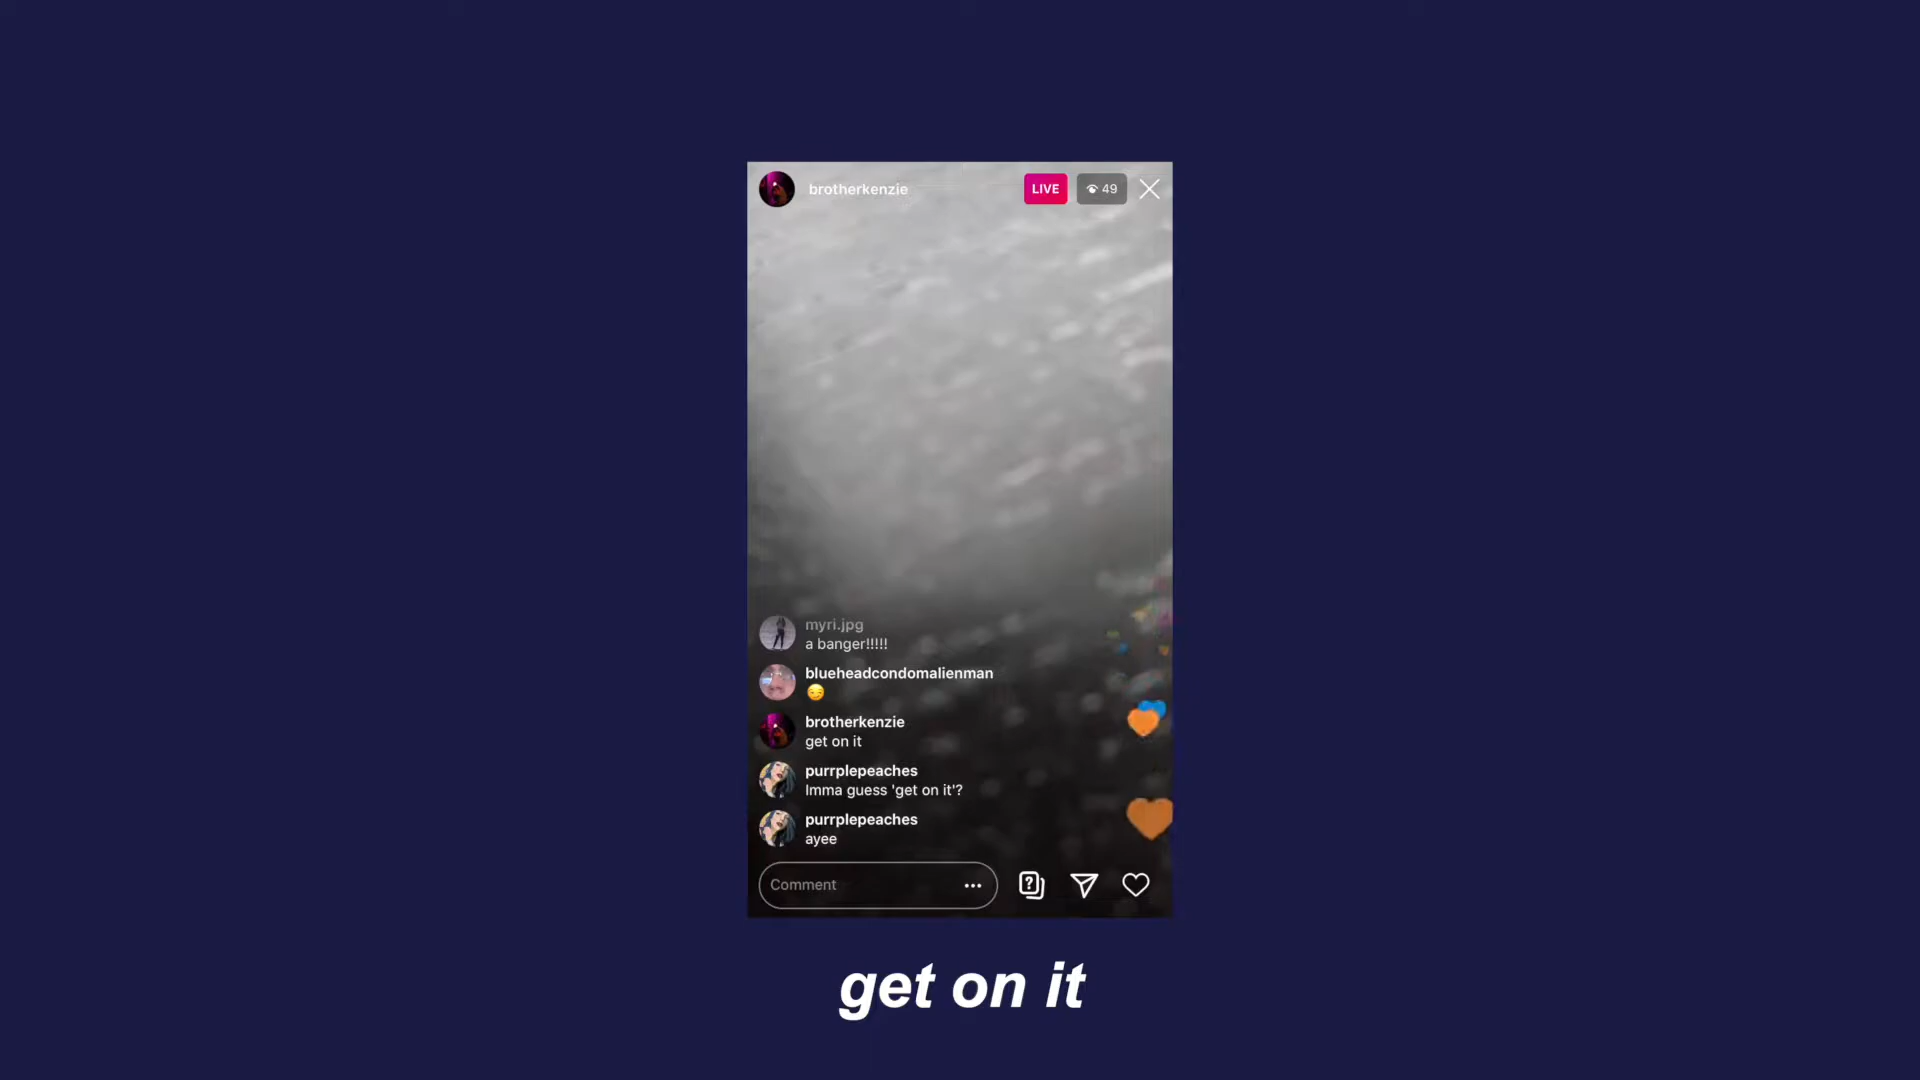 brotherkenzie
LIVE
49
myri.jpg
a banger!!!!!
blueheadcondomalienman
😏
brotherkenzie
get on it
purrplepeaches
Imma guess 'get on it'?
purrplepeaches
ayee
Comment
get on it